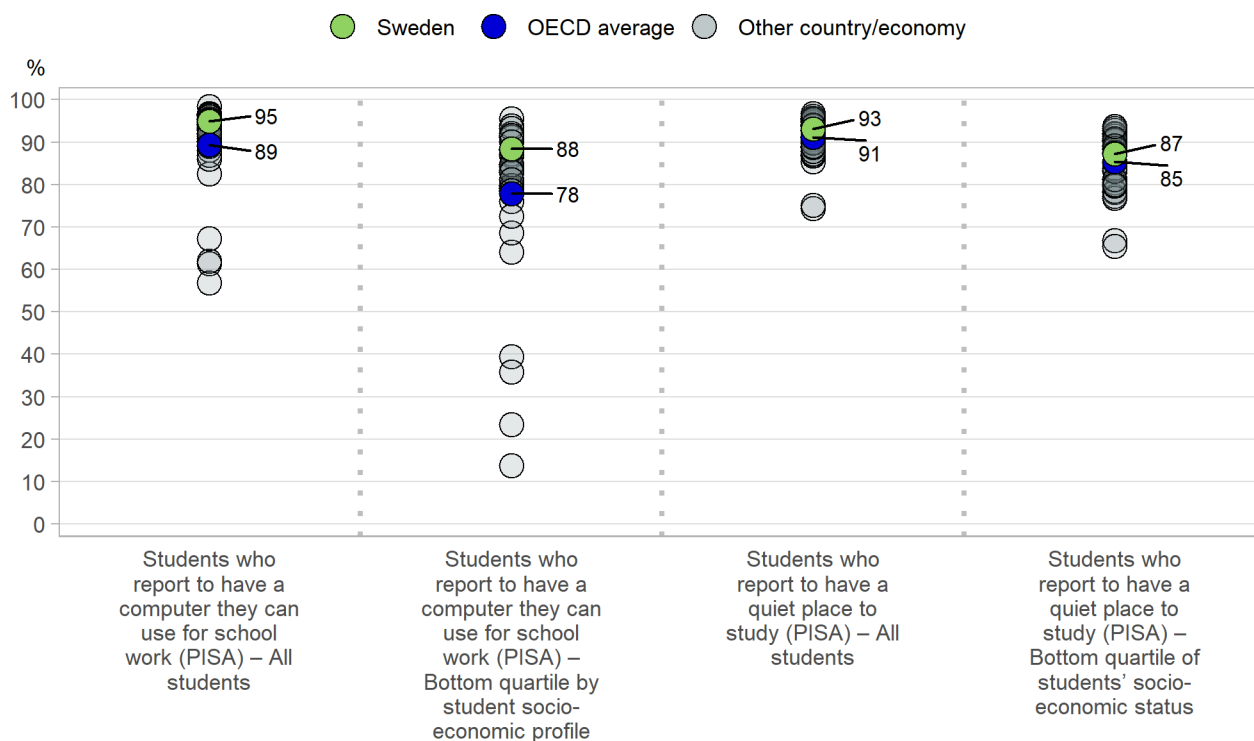 Sweden OECD average Other country/economy
%
100
90
80
70
60
50
40
30
20
10
0
95
89
88
78
93
91
87
85
Students who
report to have a
computer they can
use for school
work (PISA) – All
students
Students who
report to have a
computer they can
use for school
work (PISA) –
Bottom quartile by
student socio-
economic profile
Students who
report to have a
quiet place to
study (PISA) – All
students
Students who
report to have a
quiet place to
study (PISA) –
Bottom quartile of
students’ socio-
economic status